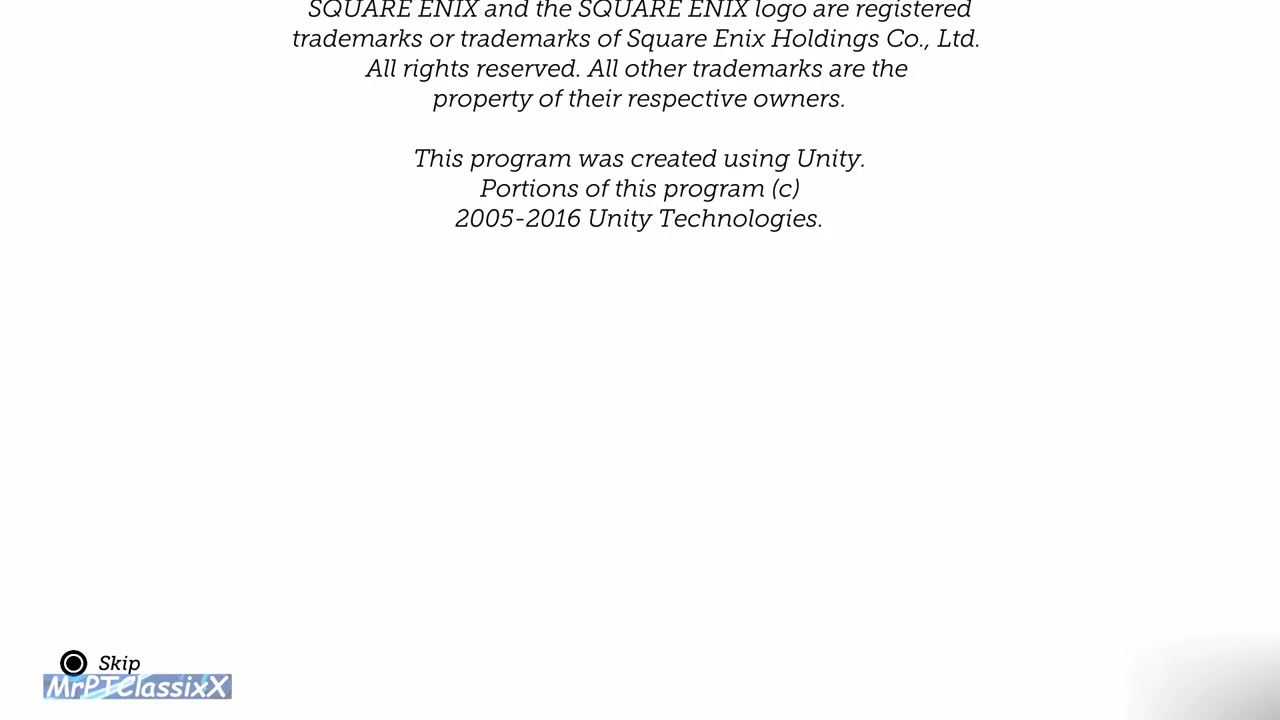 SQUARE ENIX and the SQUARE ENIX logo are registered
trademarks or trademarks of Square Enix Holdings Co., Ltd.
All rights reserved. All other trademarks are the
property of their respective owners.
This program was created using Unity.
Portions of this program (c)
2005-2016 Unity Technologies.
Skip
MrPTClassixX